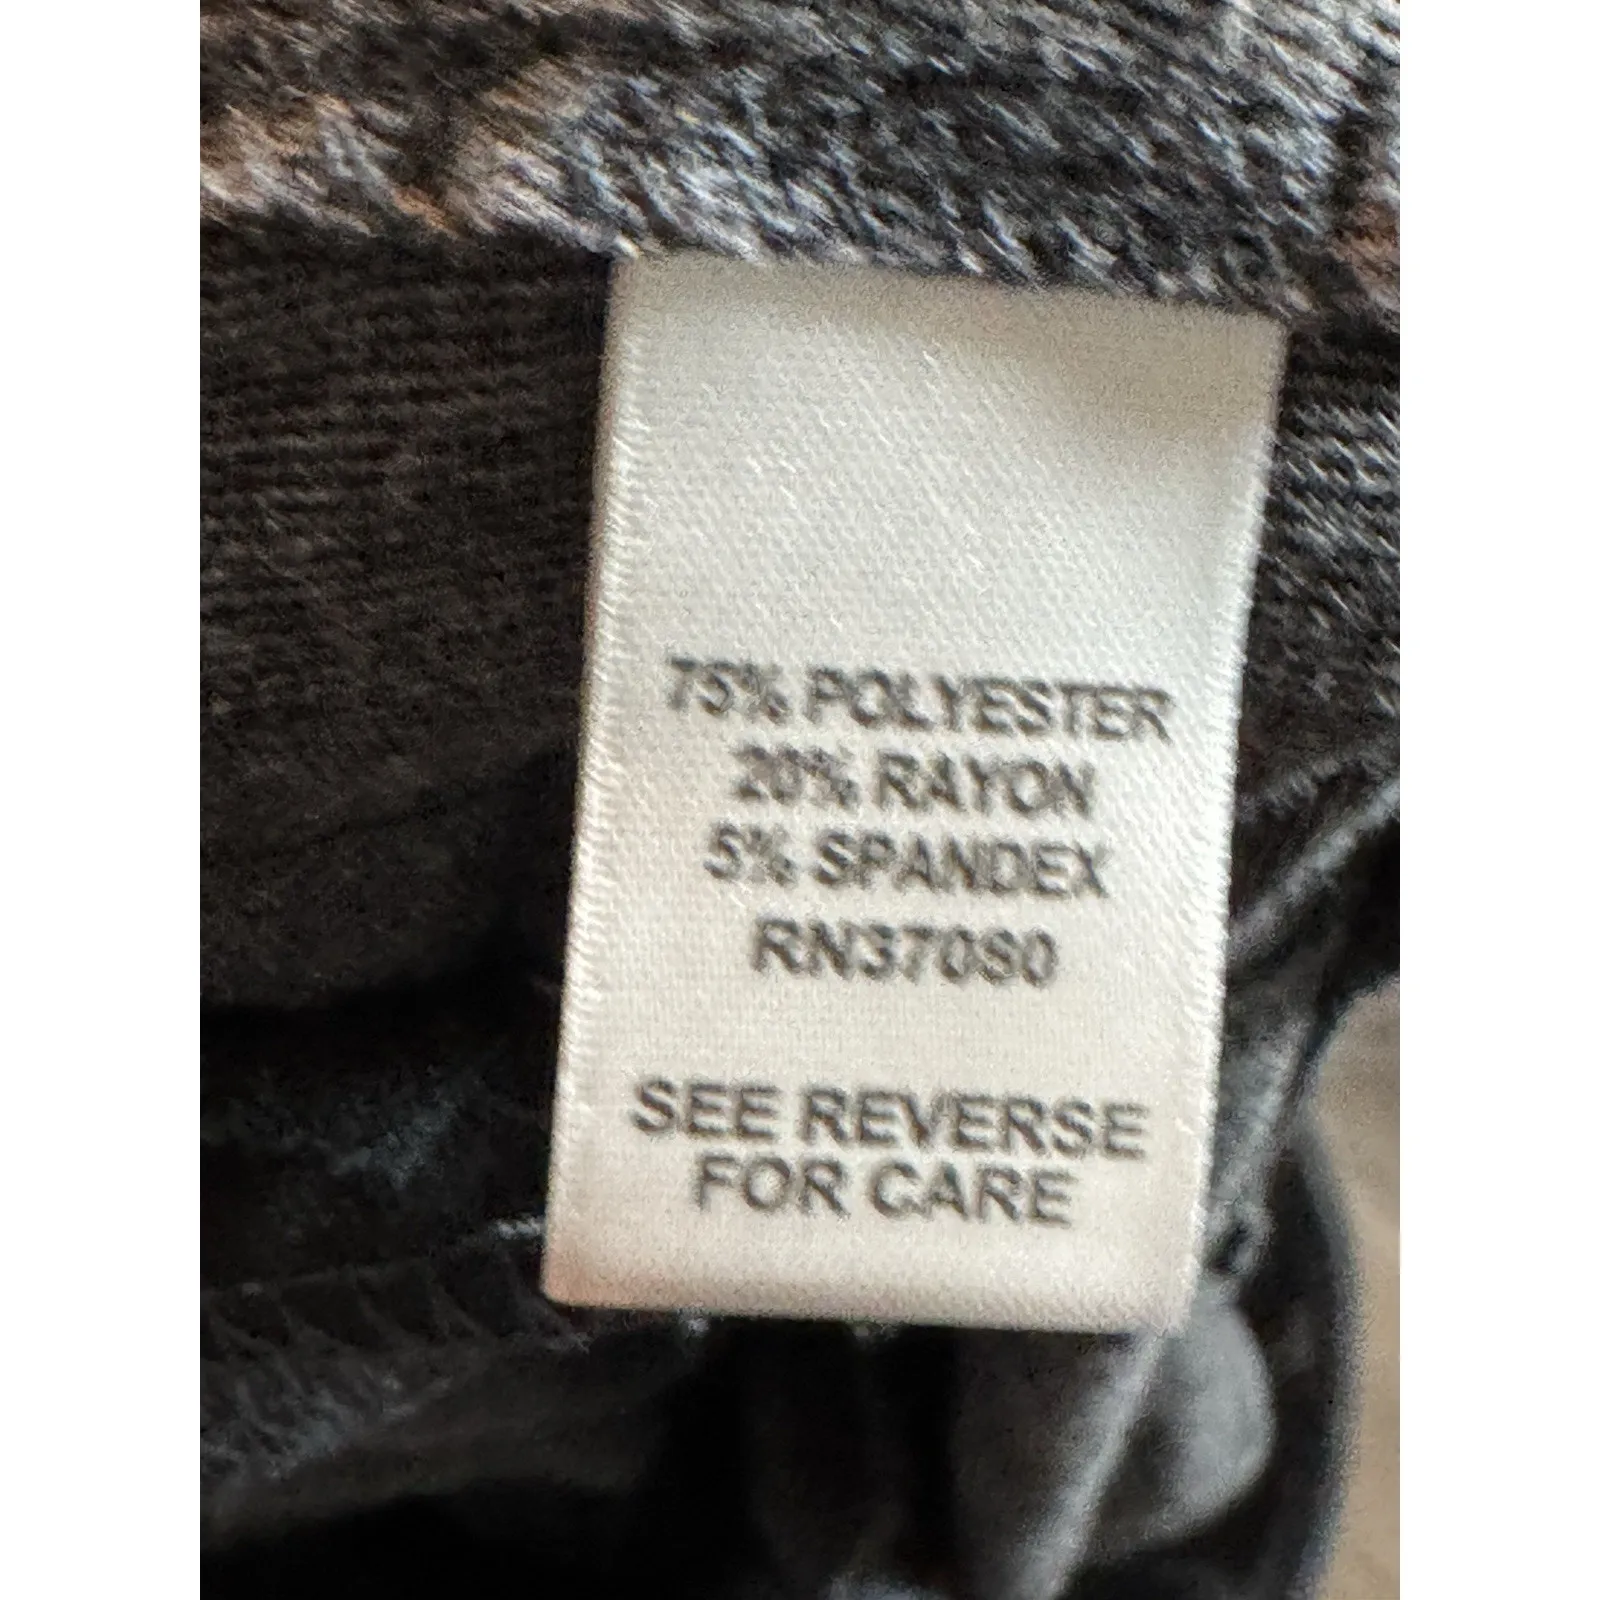 75% POLYESTER
20% RAYON
5% SPANDEX
RN37080
SEE REVERSE
FOR CARE